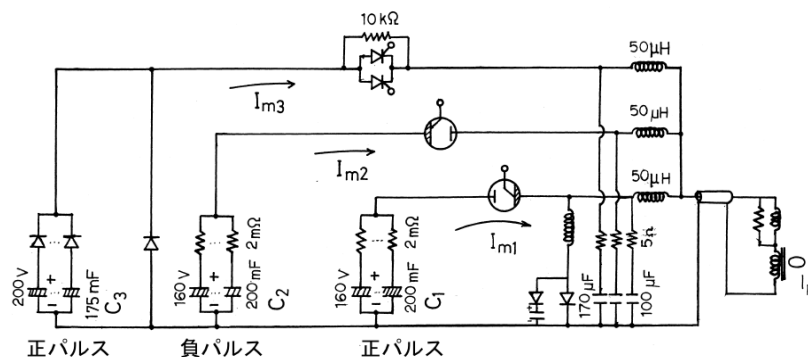 10kΩ
50μH
Im3
50μH
Im2
50μH
Im1
200V
175mF
C3
160V
2mΩ
200mF
C2
160V
2mΩ
200mF
C1
170μF
5Ω
100μF
正パルス
負パルス
正パルス